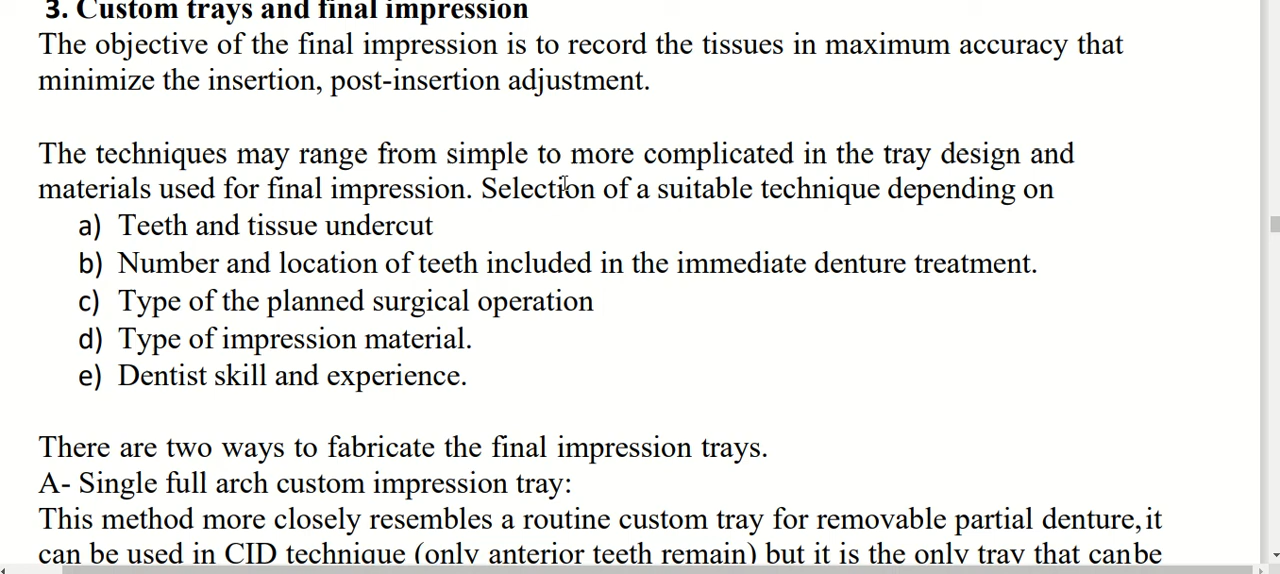 3. Custom trays and final impression
The objective of the final impression is to record the tissues in maximum accuracy that
minimize the insertion, post-insertion adjustment.
The techniques may range from simple to more complicated in the tray design and
materials used for final impression. Selection of a suitable technique depending on
a) Teeth and tissue undercut
b) Number and location of teeth included in the immediate denture treatment.
c) Type of the planned surgical operation
d) Type of impression material.
e) Dentist skill and experience.
There are two ways to fabricate the final impression trays.
A- Single full arch custom impression tray:
This method more closely resembles a routine custom tray for removable partial denture, it
can be used in CID technique (only anterior teeth remain) but it is the only tray that canbe